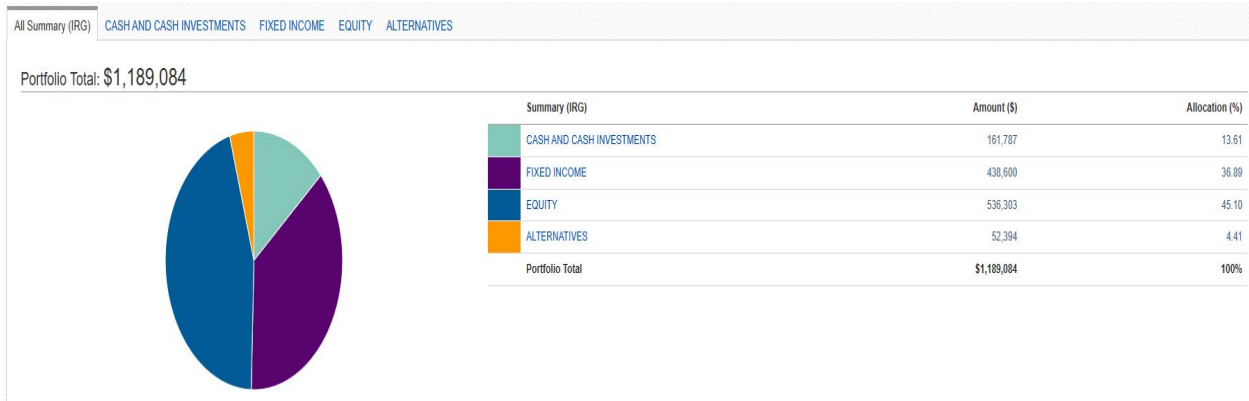 All Summary (IRG) CASH AND CASH INVESTMENTS FIXED INCOME EQUITY ALTERNATIVES
Portfolio Total: $1,189,084
Summary (IRG) Amount ($) Allocation (%)
CASH AND CASH INVESTMENTS 161,787 13.61
FIXED INCOME 438,600 36.89
EQUITY 536,303 45.10
ALTERNATIVES 52,394 4.41
Portfolio Total $1,189,084 100%